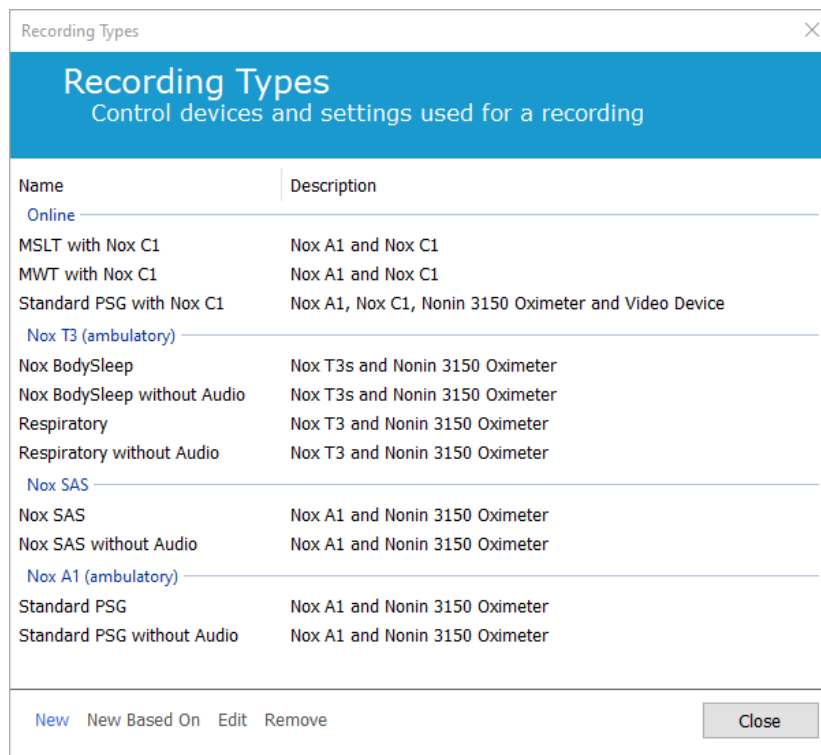 Recording Types
Recording Types
Control devices and settings used for a recording
Name Description
Online
MSLT with Nox C1 Nox A1 and Nox C1
MWT with Nox C1 Nox A1 and Nox C1
Standard PSG with Nox C1 Nox A1, Nox C1, Nonin 3150 Oximeter and Video Device
Nox T3 (ambulatory)
Nox BodySleep Nox T3s and Nonin 3150 Oximeter
Nox BodySleep without Audio Nox T3s and Nonin 3150 Oximeter
Respiratory Nox T3 and Nonin 3150 Oximeter
Respiratory without Audio Nox T3 and Nonin 3150 Oximeter
Nox SAS
Nox SAS Nox A1 and Nonin 3150 Oximeter
Nox SAS without Audio Nox A1 and Nonin 3150 Oximeter
Nox A1 (ambulatory)
Standard PSG Nox A1 and Nonin 3150 Oximeter
Standard PSG without Audio Nox A1 and Nonin 3150 Oximeter
New New Based On Edit Remove Close